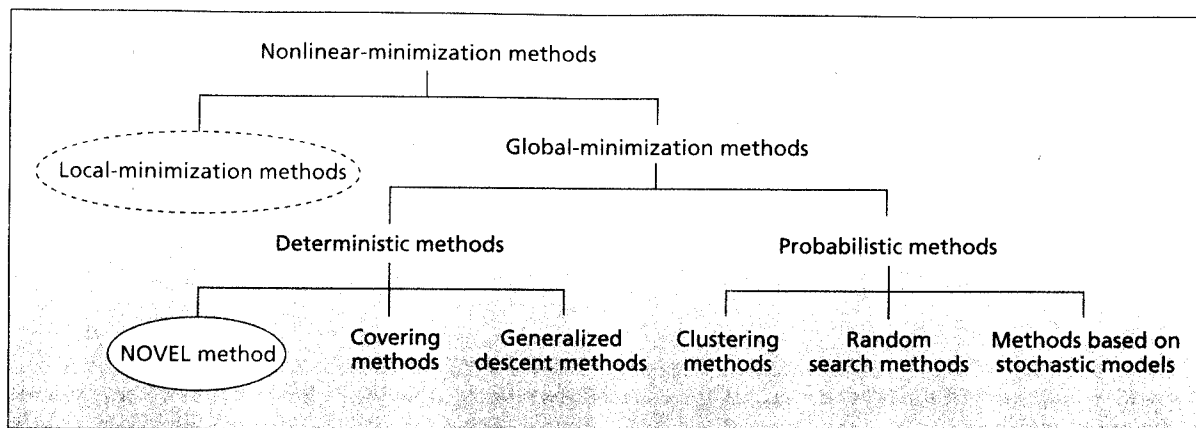 Nonlinear-minimization methods
Local-minimization methods
Global-minimization methods
Deterministic methods
Probabilistic methods
NOVEL method
Covering
methods
Generalized
descent methods
Clustering
methods
Random
search methods
Methods based on
stochastic models